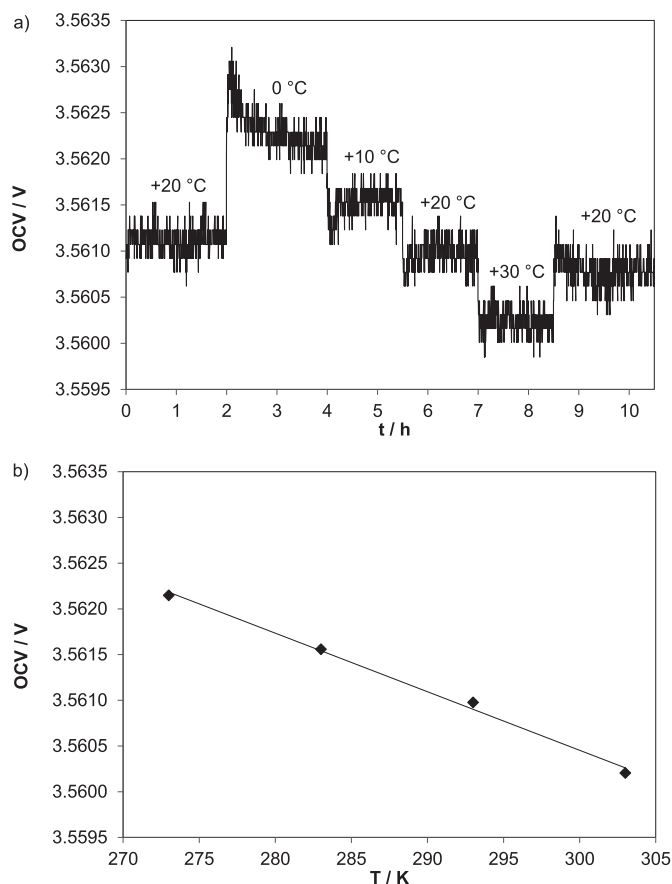 a)
3.5635
3.5630
3.5625
3.5620
3.5615
3.5610
3.5605
3.5600
3.5595
OCV / V
+20 °C
0 °C
+10 °C
+20 °C
+30 °C
+20 °C
0 1 2 3 4 5 6 7 8 9 10
t / h
b)
3.5635
3.5630
3.5625
3.5620
3.5615
3.5610
3.5605
3.5600
3.5595
OCV / V
270 275 280 285 290 295 300 305
T / K